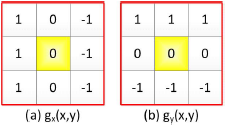 1 0 -1
1 0 -1
1 0 -1
(a) gx(x,y)
1 1 1
0 0 0
-1 -1 -1
(b) gy(x,y)